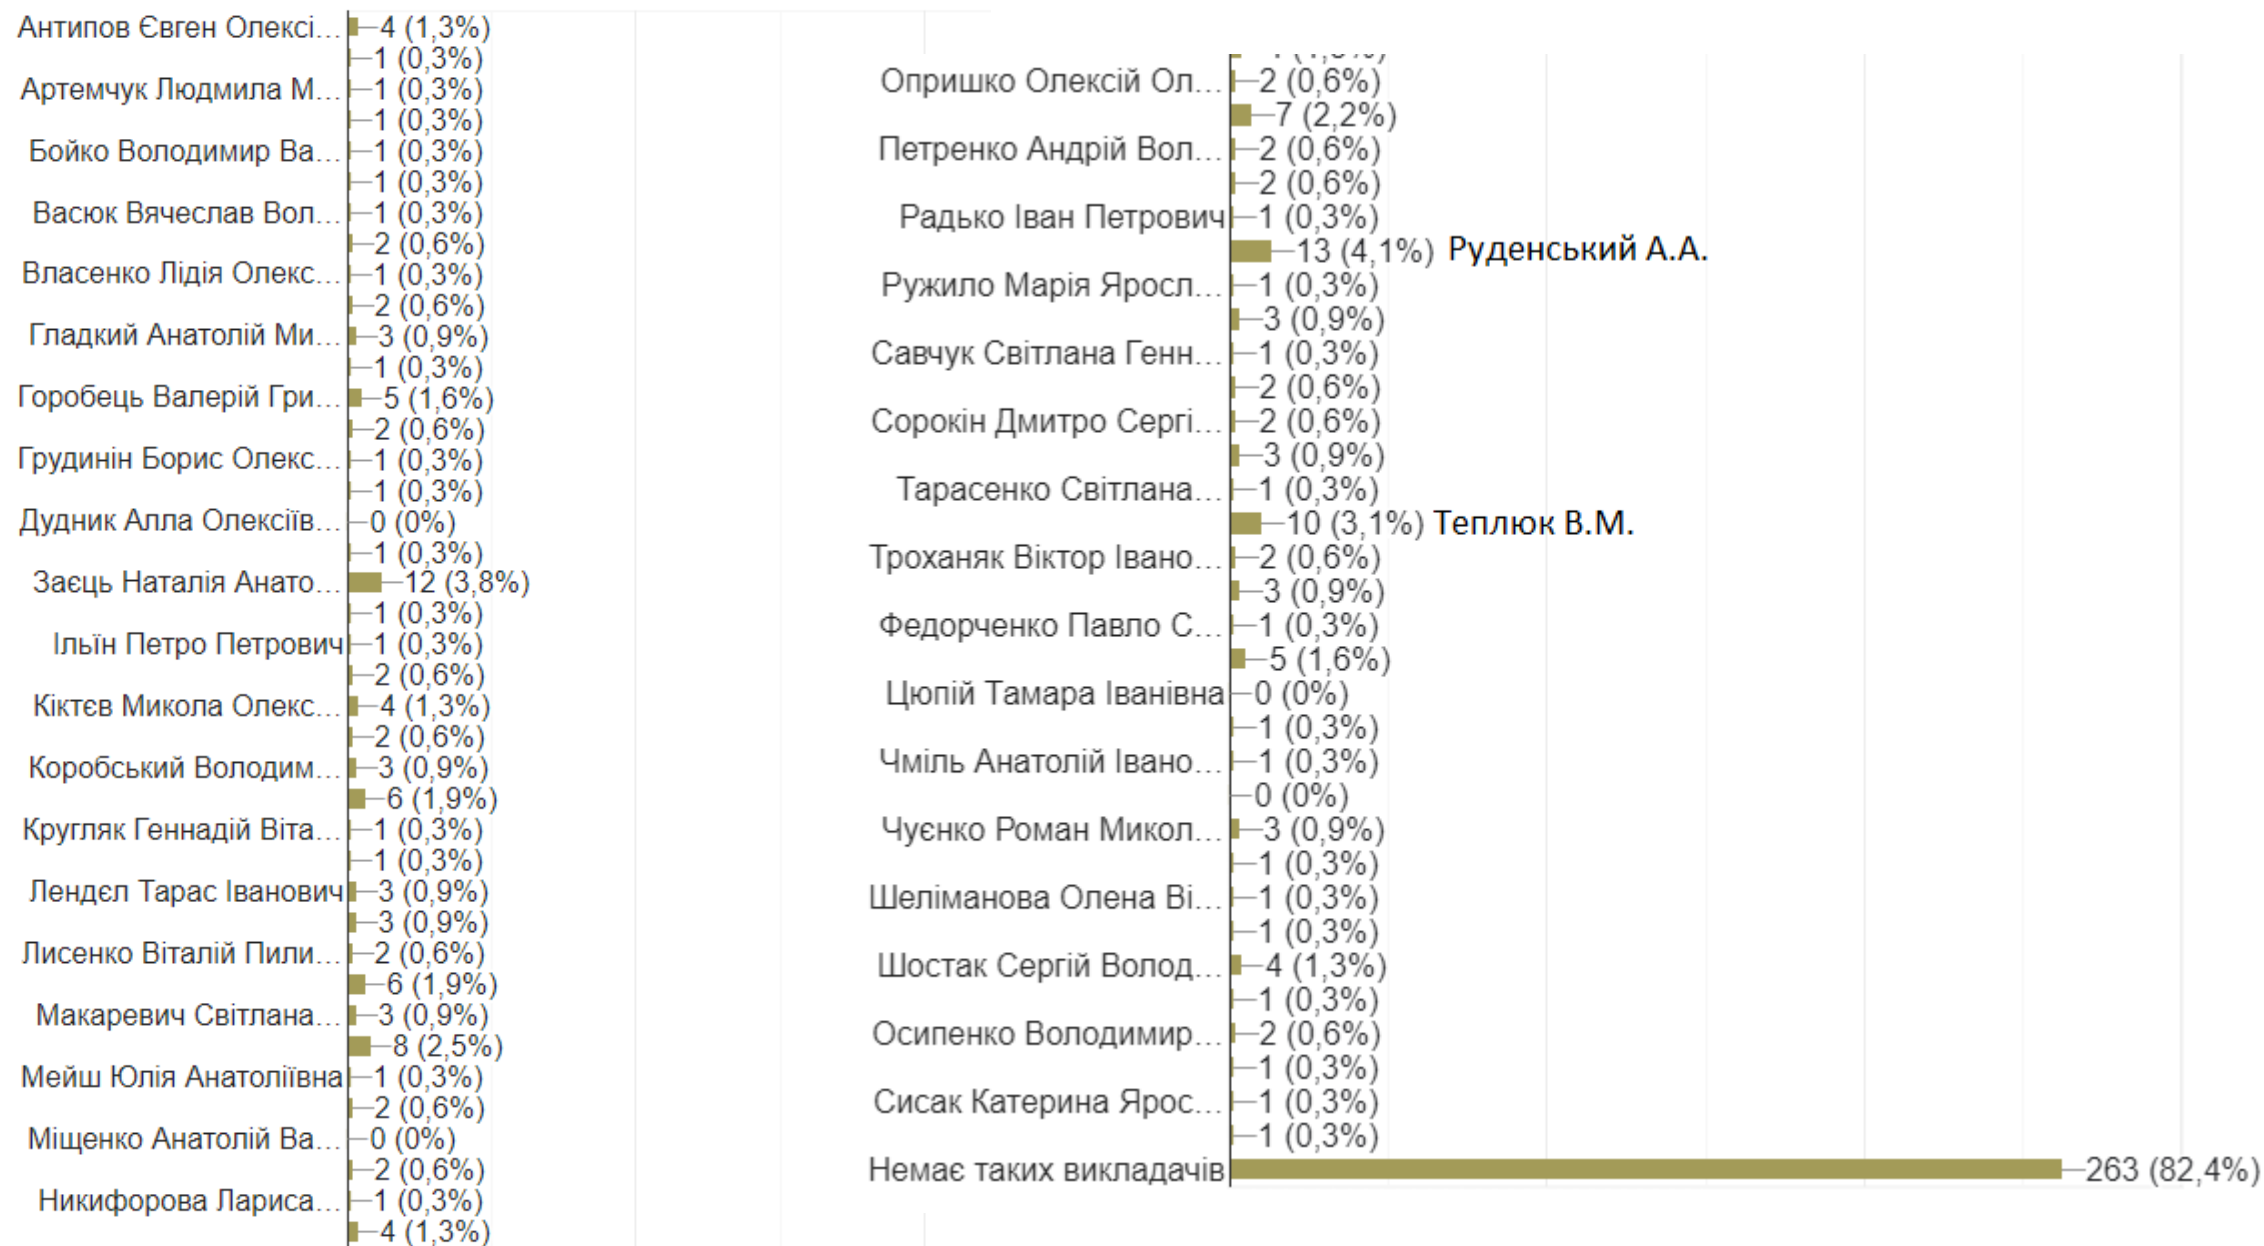 Антипов Євген Олексі... 4 (1,3%)
1 (0,3%)
Артемчук Людмила М... 1 (0,3%)
1 (0,3%)
Бойко Володимир Ва... 1 (0,3%)
1 (0,3%)
Васюк Вячеслав Вол... 1 (0,3%)
2 (0,6%)
Власенко Лідія Олекс... 1 (0,3%)
2 (0,6%)
Гладкий Анатолій Ми... 3 (0,9%)
1 (0,3%)
Горобець Валерій Гри... 5 (1,6%)
2 (0,6%)
Грудинін Борис Олекс... 1 (0,3%)
1 (0,3%)
Дудник Алла Олексіїв... 0 (0%)
1 (0,3%)
Заєць Наталія Анато... 12 (3,8%)
1 (0,3%)
Ільїн Петро Петрович 1 (0,3%)
2 (0,6%)
Кіктєв Микола Олекс... 4 (1,3%)
2 (0,6%)
Коробський Володим... 3 (0,9%)
6 (1,9%)
Кругляк Геннадій Віта... 1 (0,3%)
1 (0,3%)
Лендєл Тарас Іванович 3 (0,9%)
3 (0,9%)
Лисенко Віталій Пили... 2 (0,6%)
6 (1,9%)
Макаревич Світлана... 3 (0,9%)
8 (2,5%)
Мейш Юлія Анатоліївна 1 (0,3%)
2 (0,6%)
Міщенко Анатолій Ва... 0 (0%)
2 (0,6%)
Никифорова Лариса... 1 (0,3%)
4 (1,3%)
Опришко Олексій Ол... 2 (0,6%)
7 (2,2%)
Петренко Андрій Вол... 2 (0,6%)
2 (0,6%)
Радько Іван Петрович 1 (0,3%)
13 (4,1%) Руденський А.А.
Ружило Марія Яросл... 1 (0,3%)
3 (0,9%)
Савчук Світлана Генн... 1 (0,3%)
2 (0,6%)
Сорокін Дмитро Сергі... 2 (0,6%)
3 (0,9%)
Тарасенко Світлана... 1 (0,3%)
10 (3,1%) Теплюк В.М.
Троханяк Віктор Івано... 2 (0,6%)
3 (0,9%)
Федорченко Павло С... 1 (0,3%)
5 (1,6%)
Цюпій Тамара Іванівна 0 (0%)
1 (0,3%)
Чміль Анатолій Івано... 1 (0,3%)
0 (0%)
Чуєнко Роман Микол... 3 (0,9%)
1 (0,3%)
Шеліманова Олена Ві... 1 (0,3%)
1 (0,3%)
Шостак Сергій Волод... 4 (1,3%)
1 (0,3%)
Осипенко Володимир... 2 (0,6%)
1 (0,3%)
Сисак Катерина Ярос... 1 (0,3%)
1 (0,3%)
Немає таких викладачів 263 (82,4%)